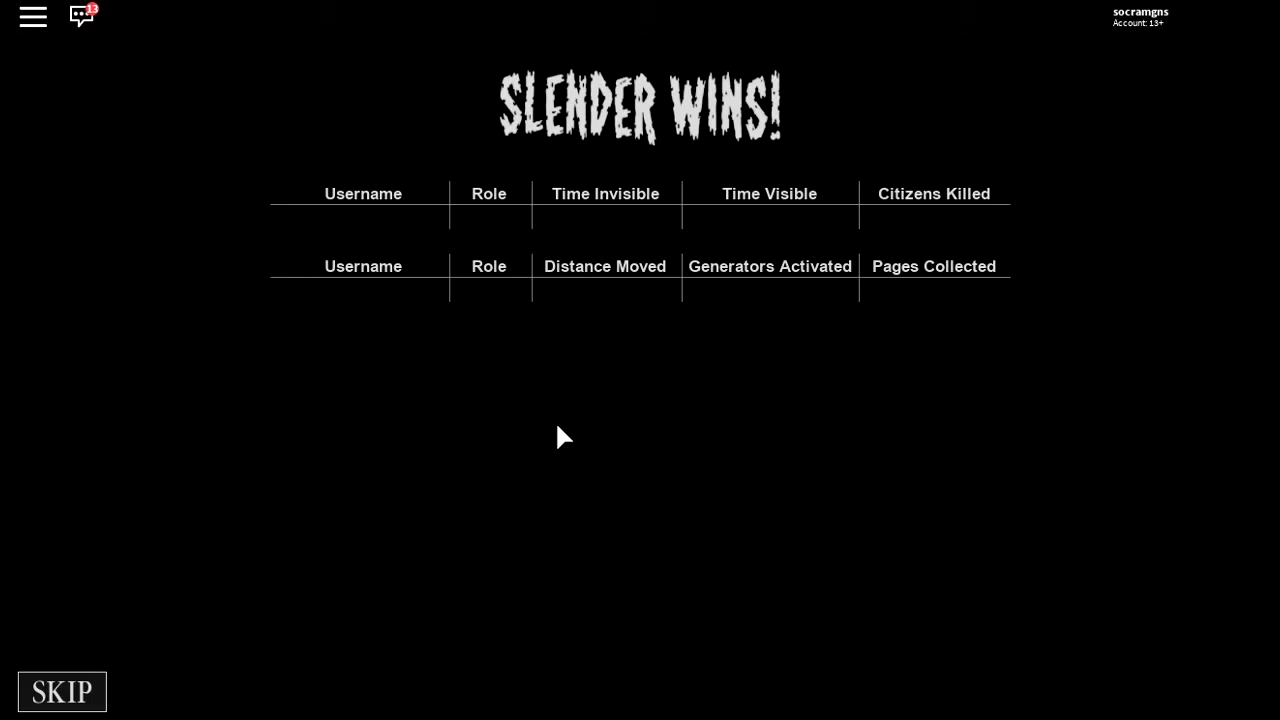 13
socramgns
Account: 13+
SLENDER WINS!
Username Role Time Invisible Time Visible Citizens Killed
Username Role Distance Moved Generators Activated Pages Collected
SKIP